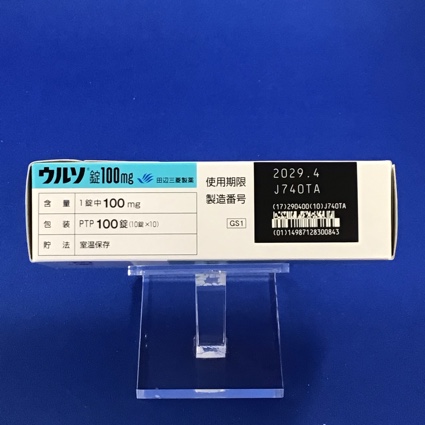 ウルソ®錠100mg 田辺三菱製薬
含量 1錠中100mg
包装 PTP 100錠(10錠×10)
貯法 室温保存
使用期限
製造番号
GS1
2029.4
J740TA
(17)290400(10)J740TA
(01)14987128300843